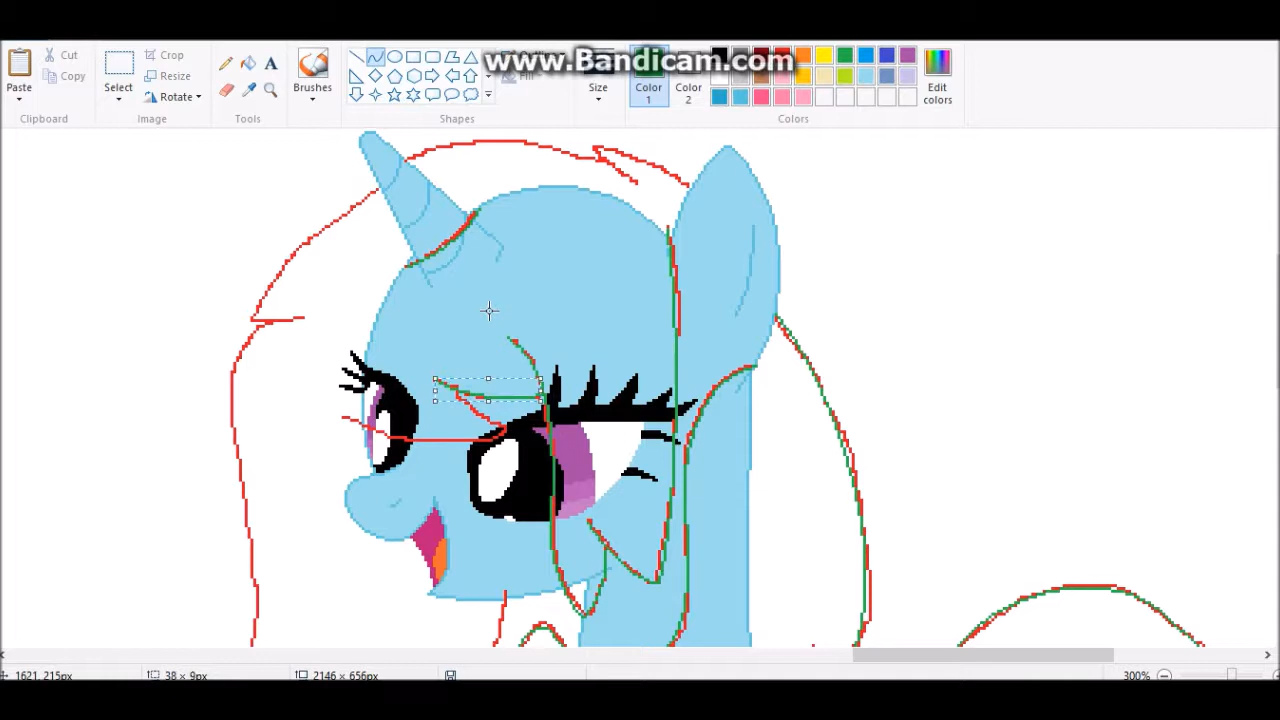 www.Bandicam.com
Cut
Copy
Paste
Clipboard
Select
Crop
Resize
Rotate
Image
Tools
Brushes
Shapes
Fill
Size
Color 1
Color 2
Edit colors
Colors
1621, 215px
38 × 9px
2146 × 656px
300%